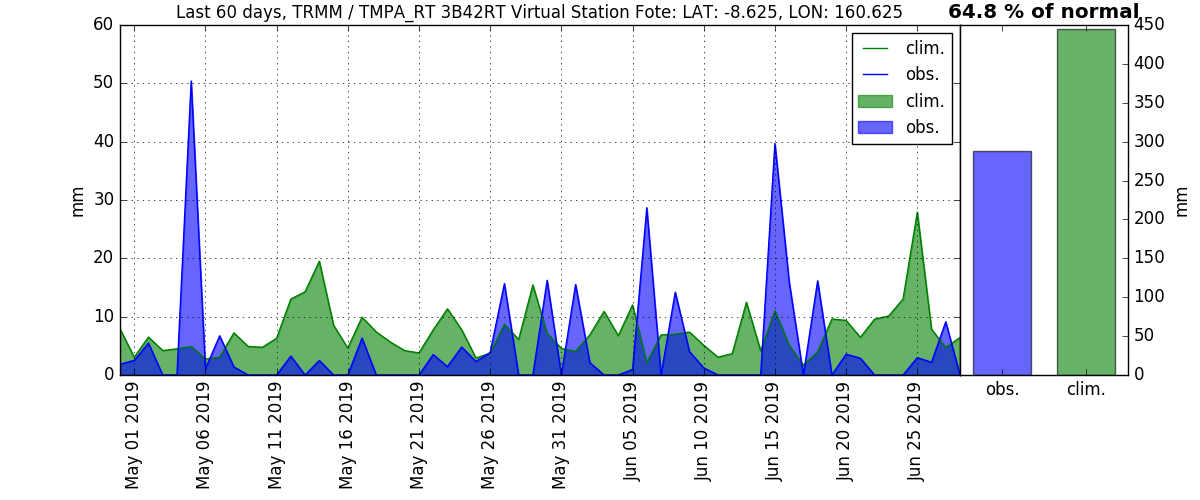 Last 60 days, TRMM / TMPA_RT 3B42RT Virtual Station Fote: LAT: -8.625, LON: 160.625
64.8 % of normal
60
50
40
30
20
10
0
mm
clim.
obs.
clim.
obs.
450
400
350
300
250
200
150
100
50
0
mm
obs.
clim.
May 01 2019
May 06 2019
May 11 2019
May 16 2019
May 21 2019
May 26 2019
May 31 2019
Jun 05 2019
Jun 10 2019
Jun 15 2019
Jun 20 2019
Jun 25 2019